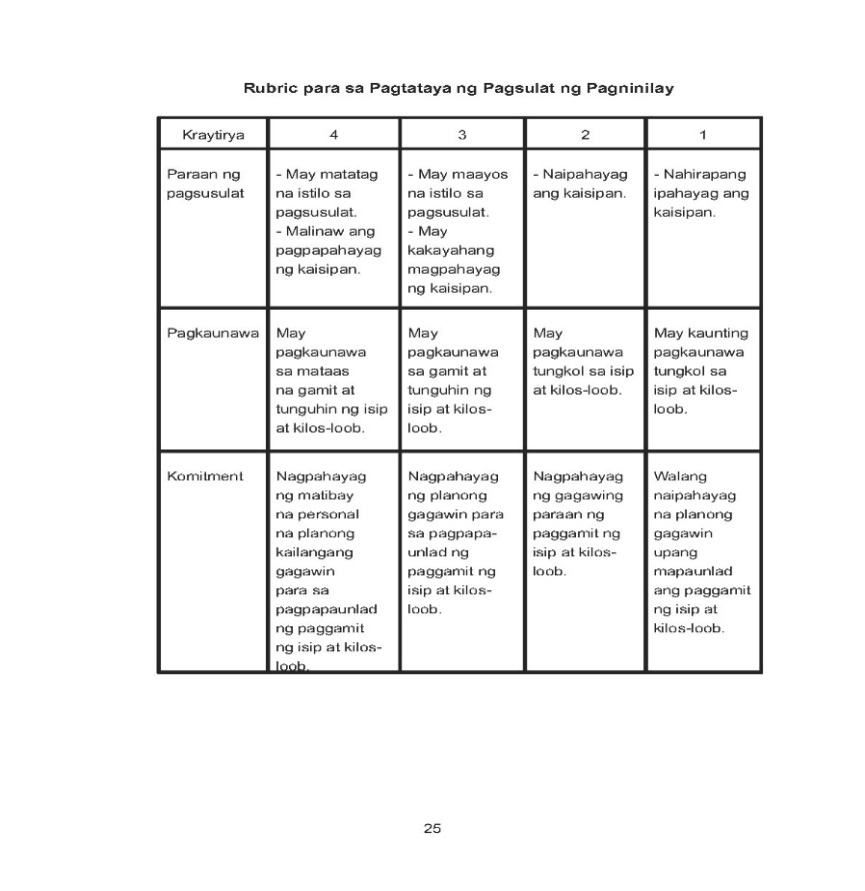 Rubric para sa Pagtataya ng Pagsulat ng Pagninilay
Kraytirya 4 3 2 1
Paraan ng
pagsusulat
- May matatag
na istilo sa
pagsusulat.
- Malinaw ang
pagpapahayag
ng kaisipan.
- May maayos
na istilo sa
pagsusulat.
- May
kakayahang
magpahayag
ng kaisipan.
- Naipahayag
ang kaisipan.
- Nahirapang
ipahayag ang
kaisipan.
Pagkaunawa
May
pagkaunawa
sa mataas
na gamit at
tunguhin ng isip
at kilos-loob.
May
pagkaunawa
sa gamit at
tunguhin ng
isip at kilos-
loob.
May
pagkaunawa
tungkol sa isip
at kilos-loob.
May kaunting
pagkaunawa
tungkol sa
isip at kilos-
loob.
Komitment
Nagpahayag
ng matibay
na personal
na planong
kailangang
gagawin
para sa
pagpapaunlad
ng paggamit
ng isip at kilos-
loob.
Nagpahayag
ng planong
gagawin para
sa pagpapa-
unlad ng
paggamit ng
isip at kilos-
loob.
Nagpahayag
ng gagawing
paraan ng
paggamit ng
isip at kilos-
loob.
Walang
naipahayag
na planong
gagawin
upang
mapaunlad
ang paggamit
ng isip at
kilos-loob.
25